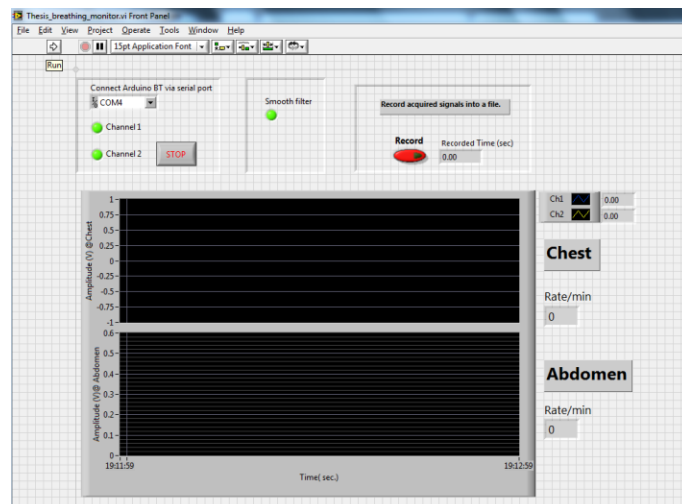 Thesis_breathing_monitor.vi Front Panel
File Edit View Project Operate Tools Window Help
15pt Application Font
Run
Connect Arduino BT via serial port
COM4
Channel 1
Channel 2
STOP
Smooth filter
Record acquired signals into a file.
Record
Recorded Time (sec)
0.00
Ch1 0.00
Ch2 0.00
Amplitude (V) @Chest
1
0.75
0.5
0.25
0
-0.25
-0.5
-0.75
-1
Chest
Rate/min
0
Amplitude (V)@ Abdomen
0.6
0.5
0.4
0.3
0.2
0.1
0
Abdomen
Rate/min
0
19:11:59 19:12:59
Time( sec.)